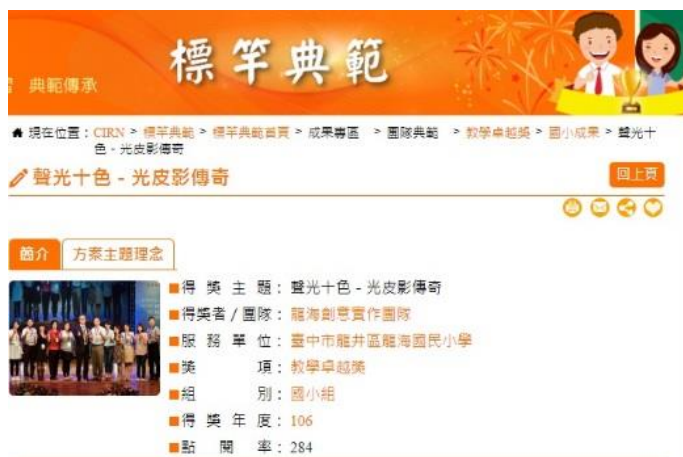 標竿典範
典範傳承
現在位置：CIRN > 標竿典範 > 標竿典範首頁 > 成果專區 > 團隊典範 > 教學卓越獎 > 國小成果 > 聲光十
色 - 光皮影傳奇
聲光十色 - 光皮影傳奇
回上頁
簡介 方案主題理念
得獎主題：聲光十色 - 光皮影傳奇
得獎者 / 團隊：龍海創意實作團隊
服務單位：臺中市龍井區龍海國民小學
獎項：教學卓越獎
組別：國小組
得獎年度：106
點閱率：284